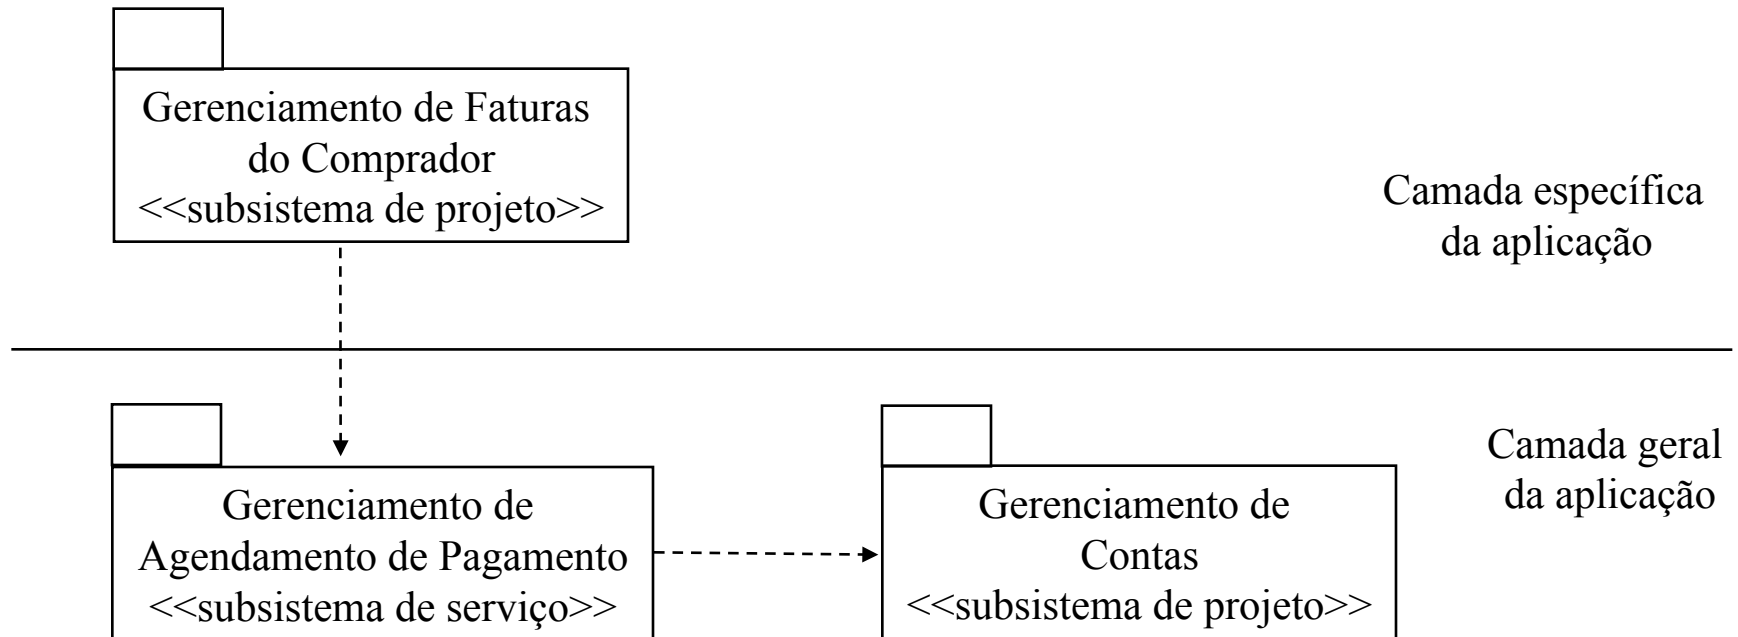 Gerenciamento de Faturas
do Comprador
<<subsistema de projeto>>
Camada específica
da aplicação
Gerenciamento de
Agendamento de Pagamento
<<subsistema de serviço>>
Gerenciamento de
Contas
<<subsistema de projeto>>
Camada geral
da aplicação